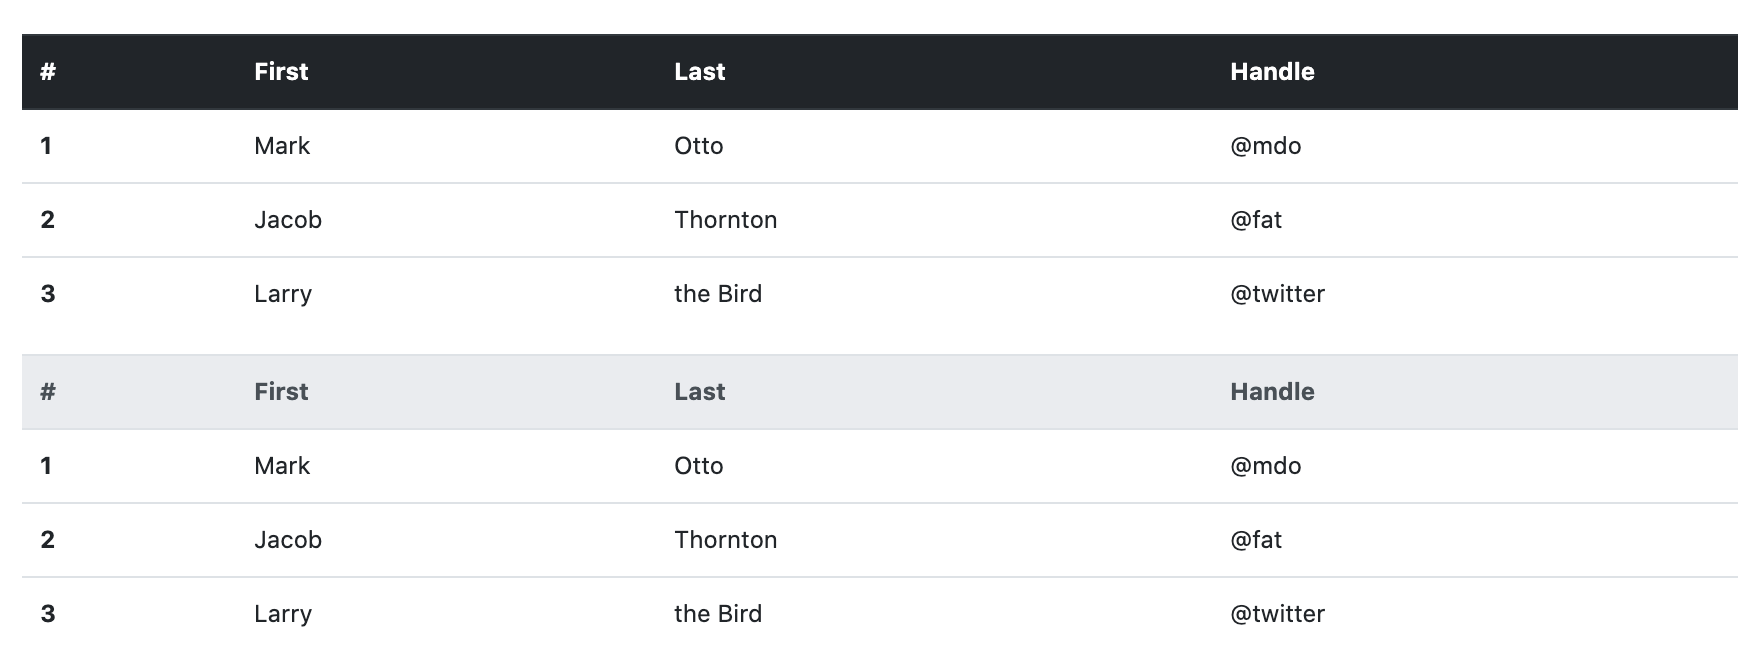 # First Last Handle
1 Mark Otto @mdo
2 Jacob Thornton @fat
3 Larry the Bird @twitter
# First Last Handle
1 Mark Otto @mdo
2 Jacob Thornton @fat
3 Larry the Bird @twitter